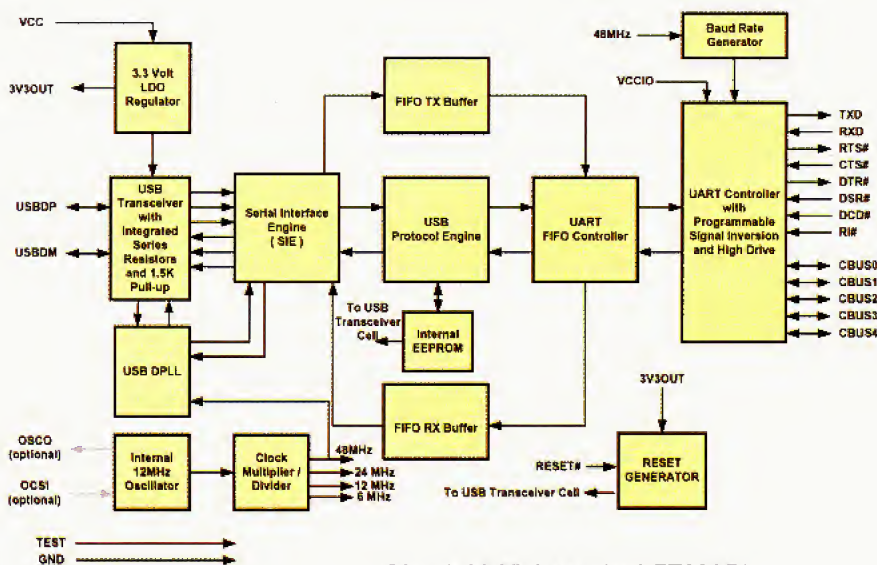 VCC
3V3OUT
3.3 Volt
LDO
Regulator
FIFO TX Buffer
48MHz
Baud Rate
Generator
VCCIO
USBDP
USBDM
USB
Transceiver
with
Integrated
Series
Resistors
and 1.5K
Pull-up
Serial Interface
Engine
( SIE )
USB
Protocol Engine
UART
FIFO Controller
UART Controller
with
Programmable
Signal Inversion
and High Drive
TXD
RXD
RTS#
CTS#
DTR#
DSR#
DCD#
RI#
CBUS0
CBUS1
CBUS2
CBUS3
CBUS4
USB DPLL
To USB
Transceiver
Cell
Internal
EEPROM
FIFO RX Buffer
3V3OUT
OSCO
(optional)
OCSI
(optional)
Internal
12MHz
Oscillator
Clock
Multiplier /
Divider
48MHz
24 MHz
12 MHz
6 MHz
RESET#
RESET
GENERATOR
To USB Transceiver Cell
TEST
GND